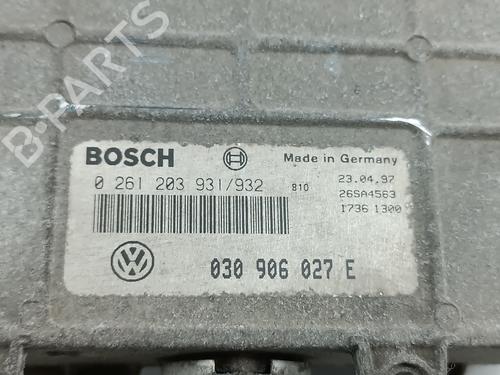 B-PARTS
BOSCH
Made in Germany
0 261 203 931/932 810
23.04.97
26SA4563
1736 1300
030 906 027 E